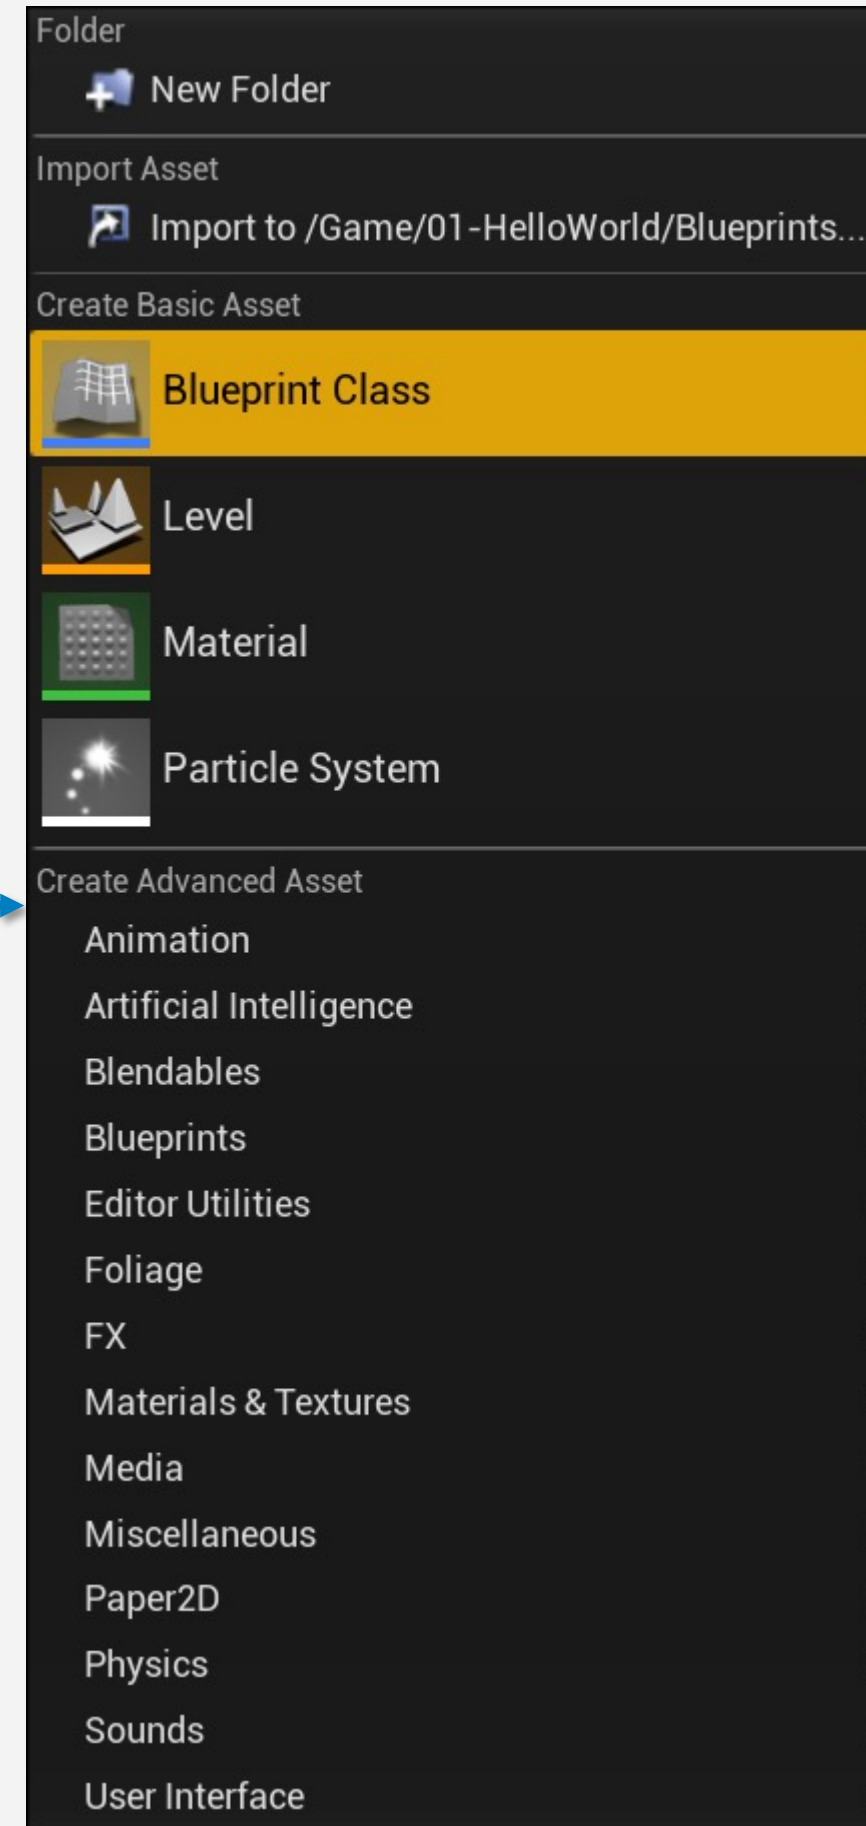 Folder
New Folder
Import Asset
Import to /Game/01-HelloWorld/Blueprints...
Create Basic Asset
Blueprint Class
Level
Material
Particle System
Create Advanced Asset
Animation
Artificial Intelligence
Blendables
Blueprints
Editor Utilities
Foliage
FX
Materials & Textures
Media
Miscellaneous
Paper2D
Physics
Sounds
User Interface